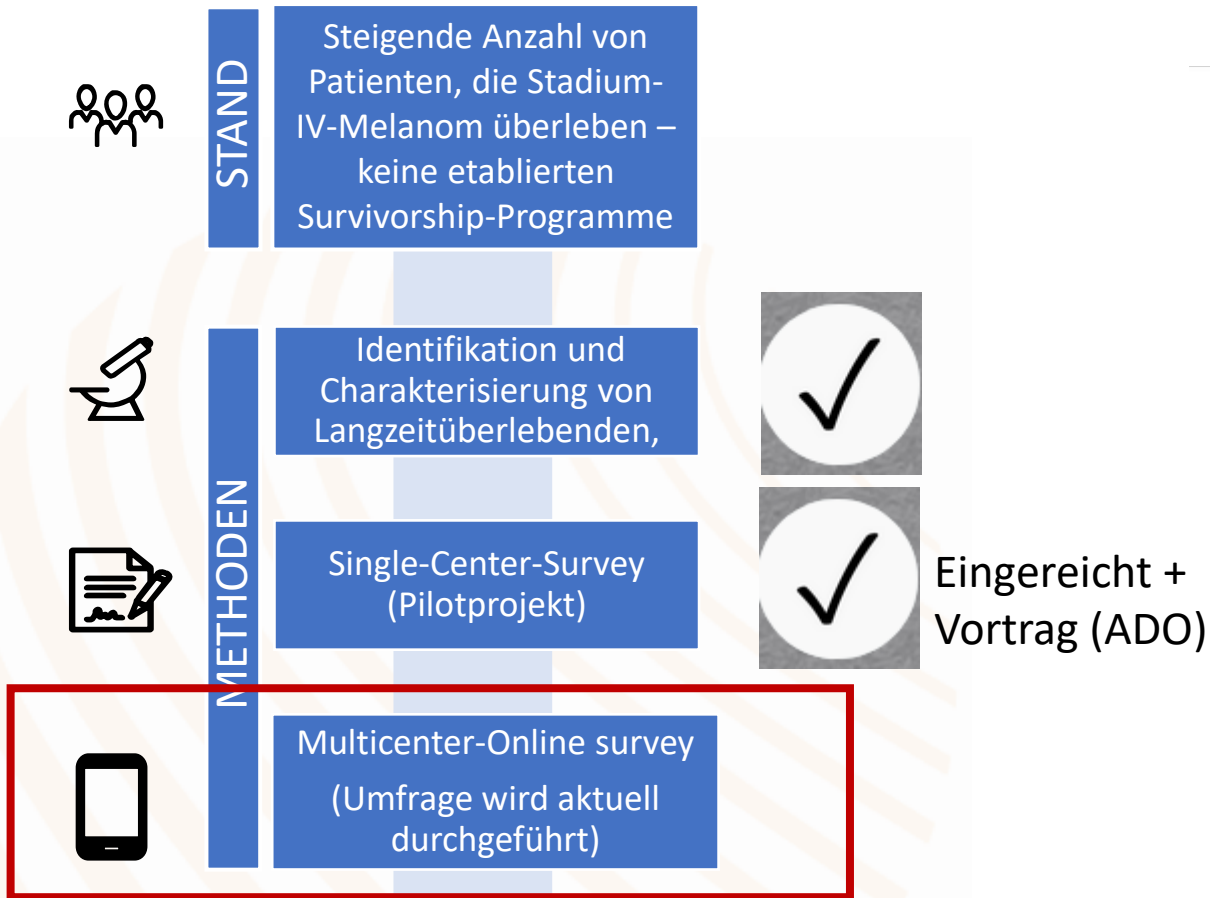 STAND
Steigende Anzahl von
Patienten, die Stadium-
IV-Melanom überleben –
keine etablierten
Survivorship-Programme
METHODEN
Identifikation und
Charakterisierung von
Langzeitüberlebenden,
Single-Center-Survey
(Pilotprojekt)
Eingereicht +
Vortrag (ADO)
Multicenter-Online survey
(Umfrage wird aktuell
durchgeführt)